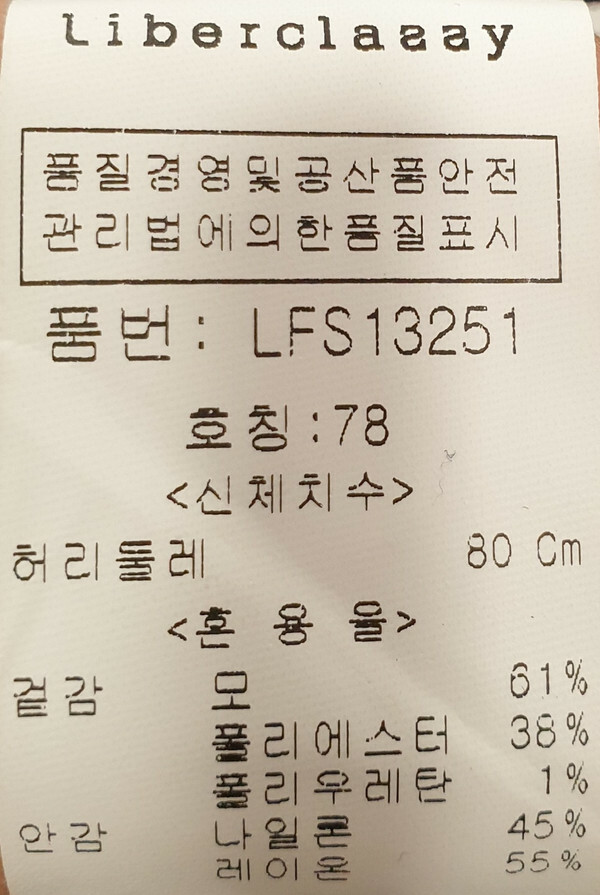 Liberclassy
품질경영및공산품안전
관리법에의한품질표시
품번: LFS13251
호칭:78
<신체치수>
허리둘레 80 Cm
<혼용율>
겉감 모 61%
폴리에스터 38%
폴리우레탄 1%
안감 나일론 45%
레이온 55%